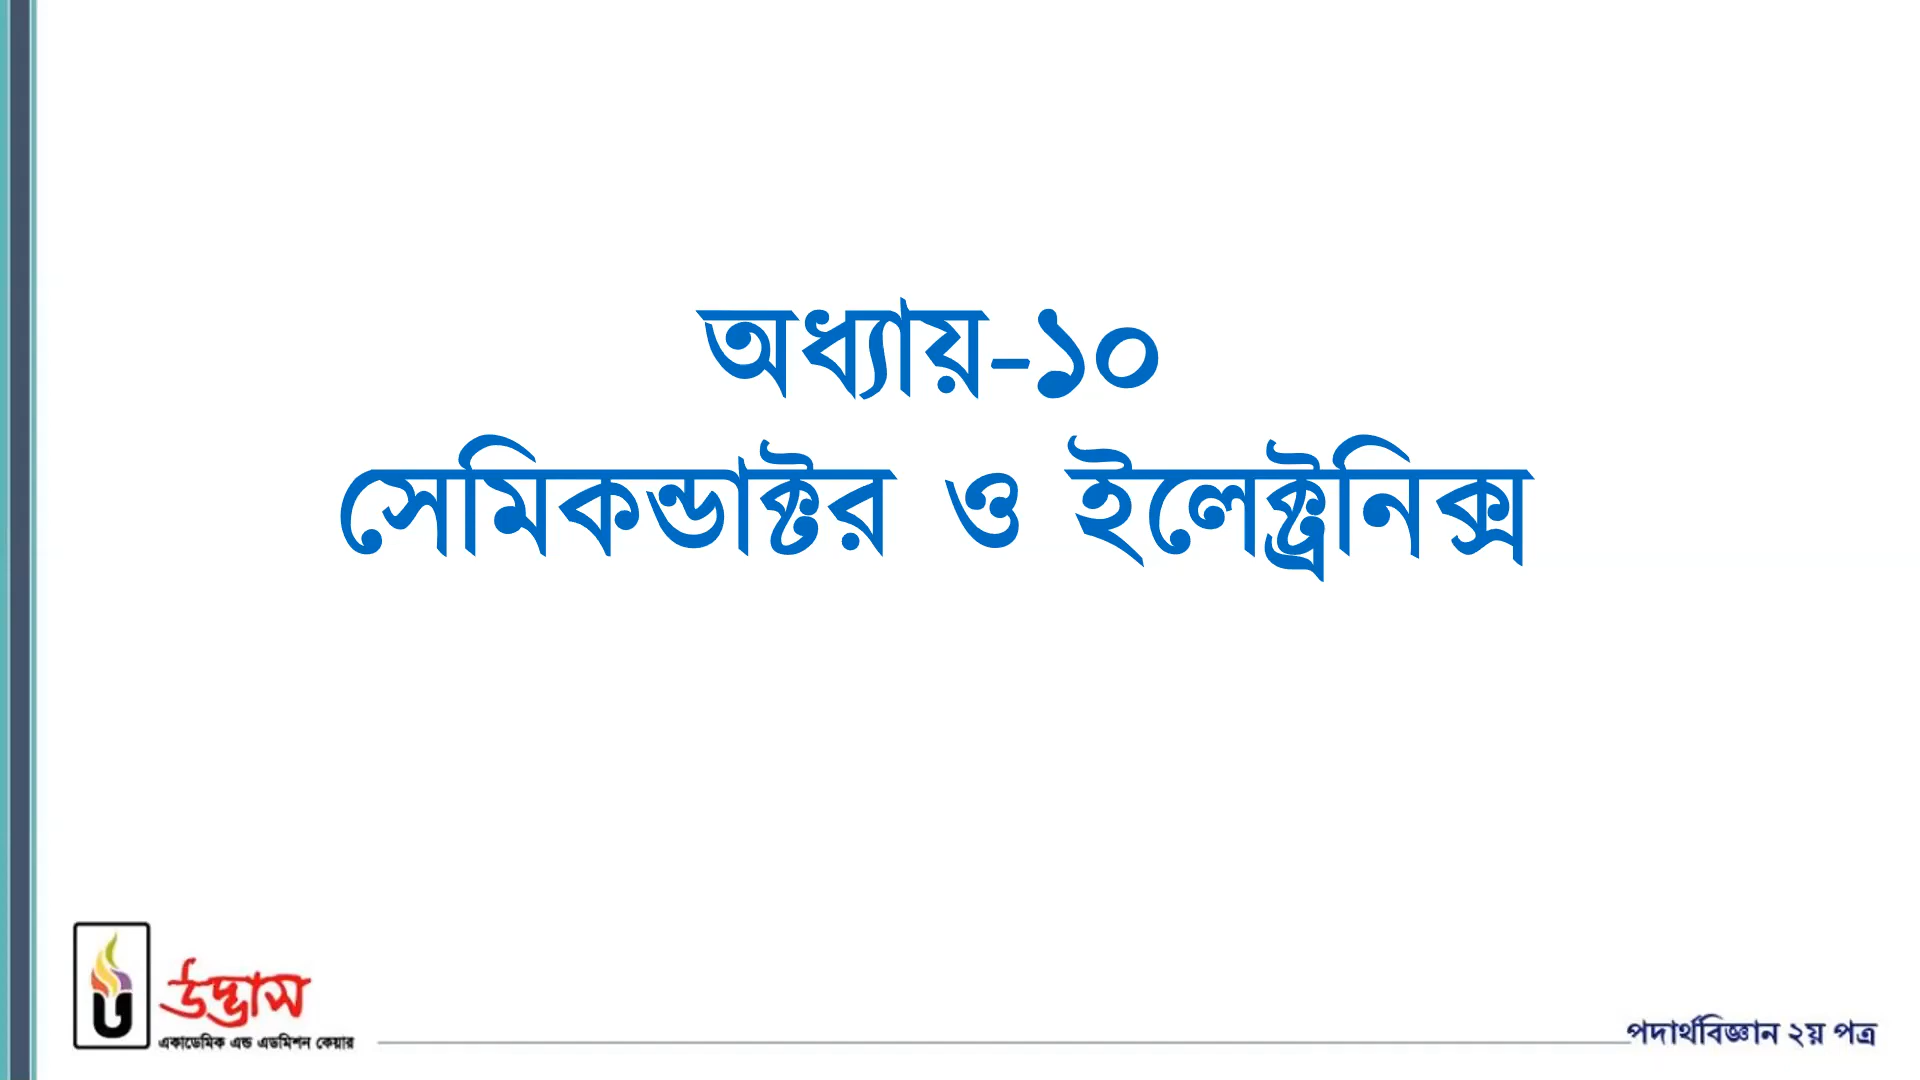 অধ্যায়-১০
সেমিকন্ডাক্টর ও ইলেক্ট্রনিক্স
উদ্ভাস
একাডেমিক এন্ড এডমিশন কেয়ার
পদার্থবিজ্ঞান ২য় পত্র